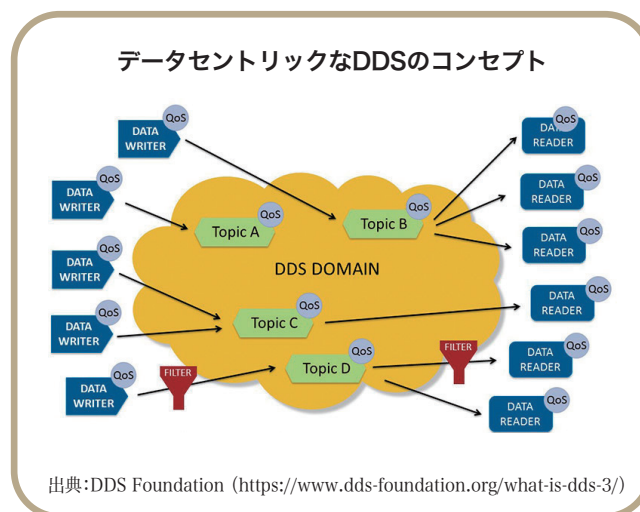 データセントリックなDDSのコンセプト
QoS
DATA
WRITER
QoS
DATA
READER
QoS
DATA
WRITER
QoS
DATA
READER
QoS
Topic A
QoS
Topic B
QoS
DATA
READER
QoS
DATA
WRITER
DDS DOMAIN
QoS
DATA
READER
QoS
DATA
WRITER
QoS
Topic C
QoS
DATA
READER
QoS
DATA
WRITER
FILTER
QoS
Topic D
FILTER
QoS
DATA
READER
出典:DDS Foundation (https://www.dds-foundation.org/what-is-dds-3/)